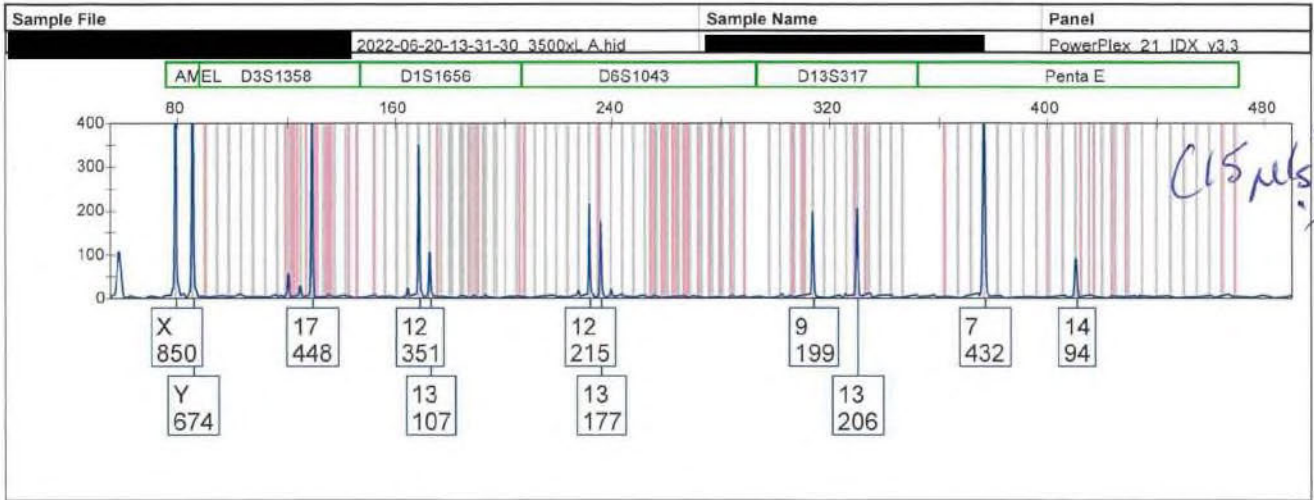 Sample File Sample Name Panel
2022-06-20-13-31-30_3500xL_A.hid PowerPlex_21_IDX_v3.3
AMEL D3S1358 D1S1656 D6S1043 D13S317 Penta E
80 160 240 320 400 480
400
300
200
100
0
X 17 12 12 9 7 14
850 448 351 215 199 432 94
Y 13 13 13
674 107 177 206